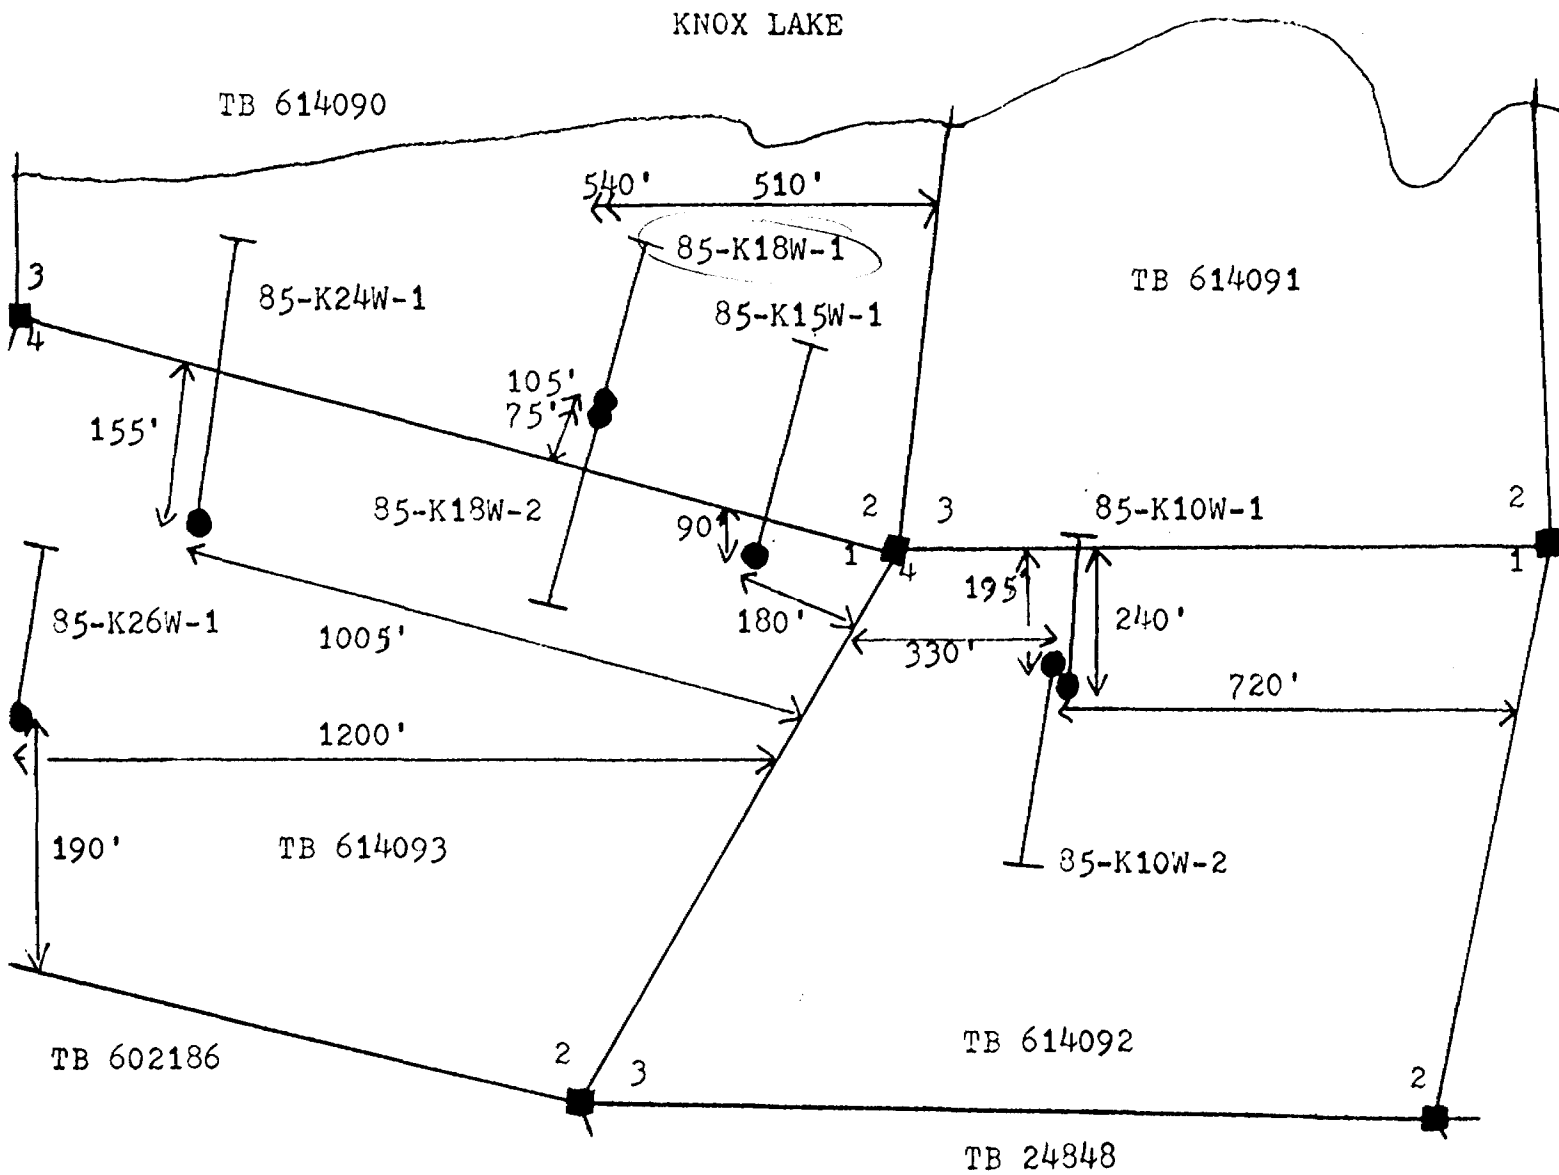 KNOX LAKE
TB 614090
540' 510'
85-K18W-1
3
85-K24W-1
TB 614091
85-K15W-1
4
105'
75'
155'
85-K18W-2
2 3
85-K10W-1
2
90'
1
4
1
195'
85-K26W-1
180'
240'
1005'
330'
720'
1200'
190'
TB 614093
85-K10W-2
TB 602186
2 3
TB 614092
2
TB 24848